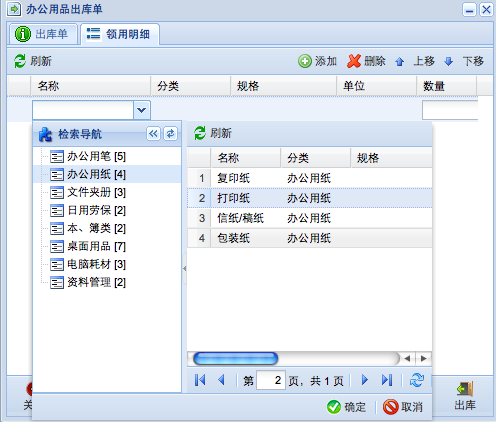 办公用品出库单
出库单 领用明细
刷新 添加 删除 上移 下移
名称 分类 规格 单位 数量
检索导航
办公用笔 [5]
办公用纸 [4]
文件夹册 [3]
日用劳保 [2]
本、簿类 [2]
桌面用品 [7]
电脑耗材 [3]
资料管理 [2]
刷新
名称 分类 规格
1 复印纸 办公用纸
2 打印纸 办公用纸
3 信纸/稿纸 办公用纸
4 包装纸 办公用纸
第 2 页，共 1 页
确定 取消
出库